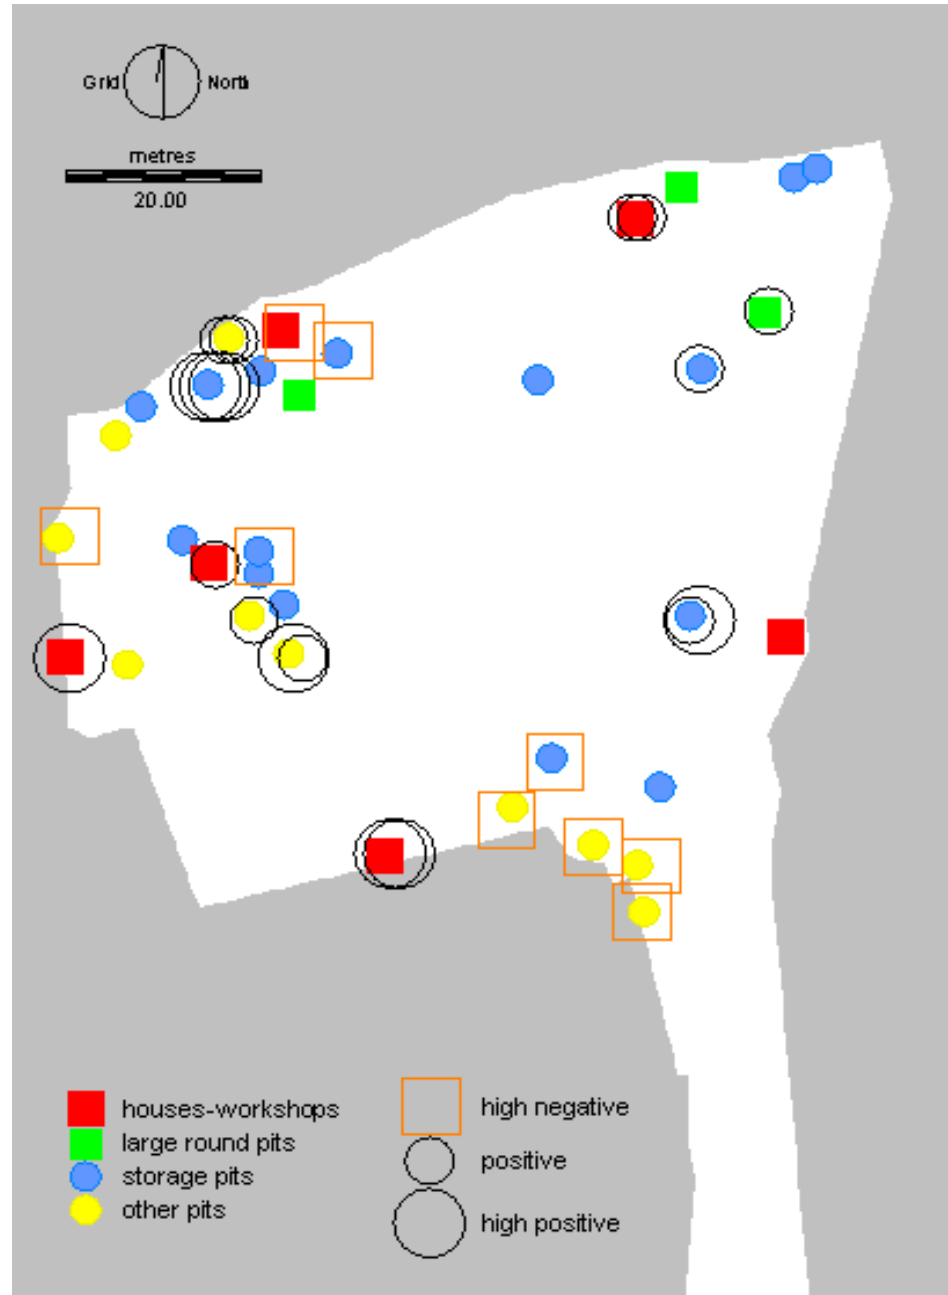 Grid North
metres
20.00
houses-workshops
large round pits
storage pits
other pits
high negative
positive
high positive